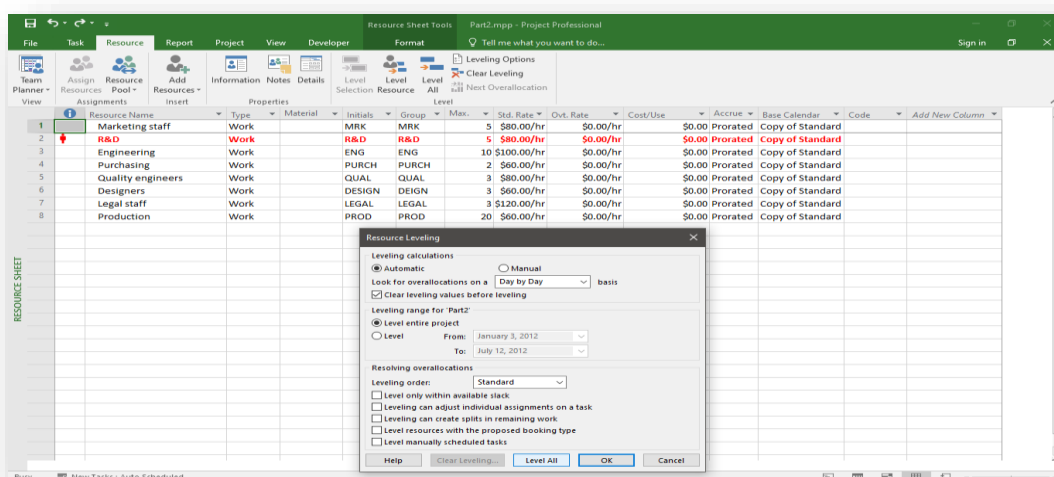 Resource Sheet Tools Part2.mpp - Project Professional
File Task Resource Report Project View Developer Format Tell me what you want to do... Sign in
Team Planner Assign Resources Resource Pool Add Resources Information Notes Details Level Selection Level Resource Level All Leveling Options
Clear Leveling
Next Overallocation
View Assignments Insert Properties Level
Resource Name Type Material Initials Group Max. Std. Rate Ovt. Rate Cost/Use Accrue Base Calendar Code Add New Column
1 Marketing staff Work MRK MRK 5 $80.00/hr $0.00/hr $0.00 Prorated Copy of Standard
2 R&D Work R&D R&D 5 $80.00/hr $0.00/hr $0.00 Prorated Copy of Standard
3 Engineering Work ENG ENG 10 $100.00/hr $0.00/hr $0.00 Prorated Copy of Standard
4 Purchasing Work PURCH PURCH 2 $60.00/hr $0.00/hr $0.00 Prorated Copy of Standard
5 Quality engineers Work QUAL QUAL 3 $80.00/hr $0.00/hr $0.00 Prorated Copy of Standard
6 Designers Work DESIGN DEIGN 3 $60.00/hr $0.00/hr $0.00 Prorated Copy of Standard
7 Legal staff Work LEGAL LEGAL 3 $120.00/hr $0.00/hr $0.00 Prorated Copy of Standard
8 Production Work PROD PROD 20 $60.00/hr $0.00/hr $0.00 Prorated Copy of Standard
RESOURCE SHEET
Resource Leveling
Leveling calculations
Automatic Manual
Look for overallocations on a Day by Day basis
Clear leveling values before leveling
Leveling range for 'Part2'
Level entire project
Level From: January 3, 2012
To: July 12, 2012
Resolving overallocations
Leveling order: Standard
Level only within available slack
Leveling can adjust individual assignments on a task
Leveling can create splits in remaining work
Level resources with the proposed booking type
Level manually scheduled tasks
Help Clear Leveling... Level All OK Cancel
New Tasks : Auto Scheduled